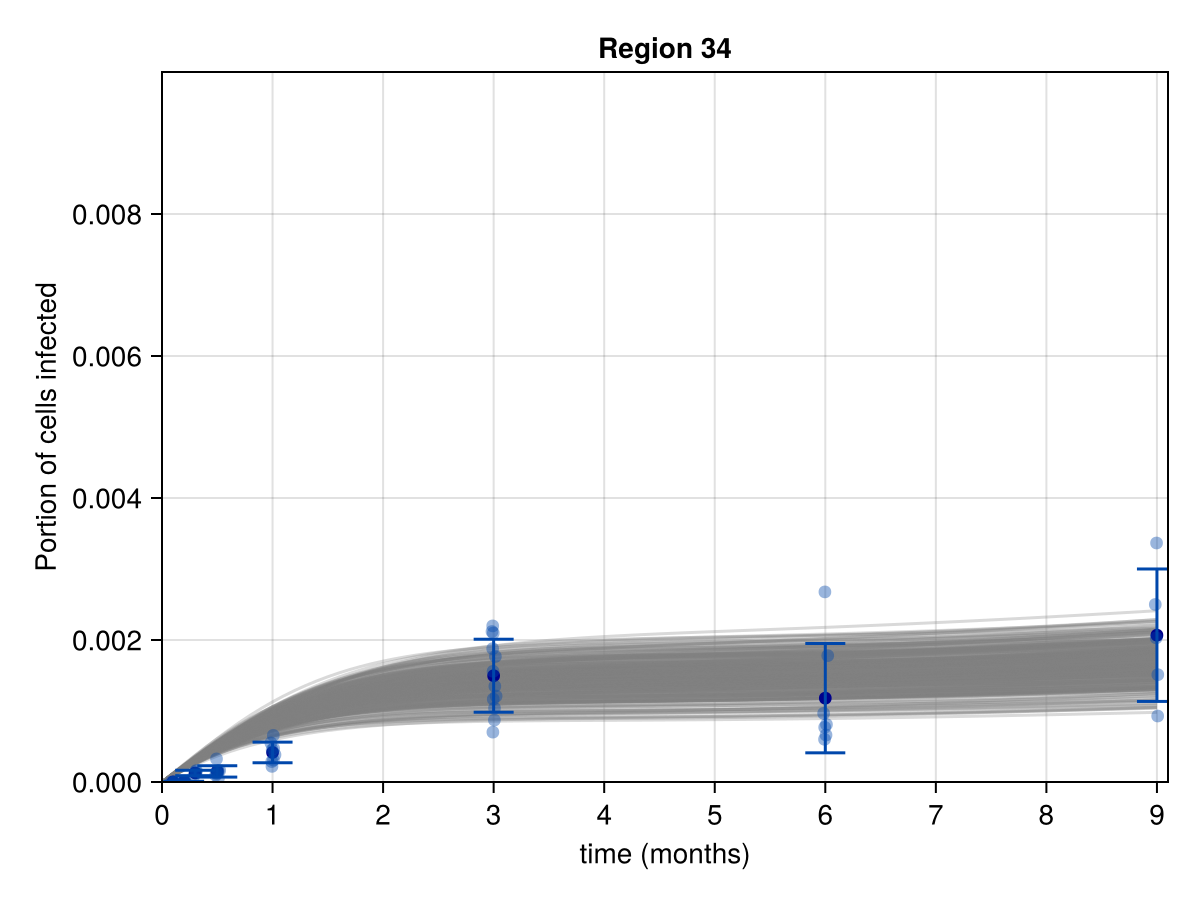 Region 34
Portion of cells infected
0.008
0.006
0.004
0.002
0.000
0 1 2 3 4 5 6 7 8 9
time (months)